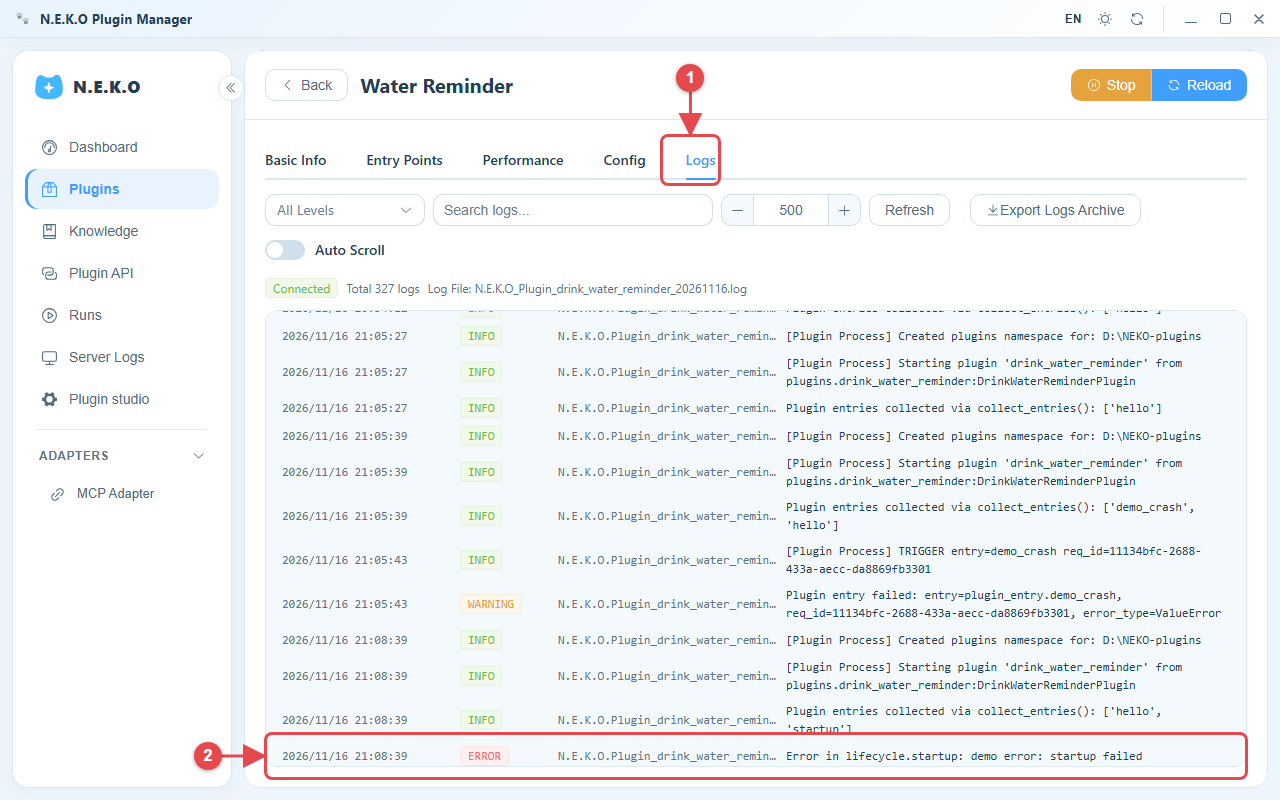 N.E.K.O Plugin Manager
EN
N.E.K.O
Dashboard
Plugins
Knowledge
Plugin API
Runs
Server Logs
Plugin studio
ADAPTERS
MCP Adapter
Back
Water Reminder
Stop
Reload
1
Basic Info
Entry Points
Performance
Config
Logs
All Levels
Search logs...
500
Refresh
Export Logs Archive
Auto Scroll
Connected Total 327 logs Log File: N.E.K.O_Plugin_drink_water_reminder_20261116.log
2026/11/16 21:05:27 INFO N.E.K.O.Plugin_drink_water_remin… [Plugin Process] Created plugins namespace for: D:\NEKO-plugins
2026/11/16 21:05:27 INFO N.E.K.O.Plugin_drink_water_remin… [Plugin Process] Starting plugin 'drink_water_reminder' from
plugins.drink_water_reminder:DrinkWaterReminderPlugin
2026/11/16 21:05:27 INFO N.E.K.O.Plugin_drink_water_remin… Plugin entries collected via collect_entries(): ['hello']
2026/11/16 21:05:39 INFO N.E.K.O.Plugin_drink_water_remin… [Plugin Process] Created plugins namespace for: D:\NEKO-plugins
2026/11/16 21:05:39 INFO N.E.K.O.Plugin_drink_water_remin… [Plugin Process] Starting plugin 'drink_water_reminder' from
plugins.drink_water_reminder:DrinkWaterReminderPlugin
2026/11/16 21:05:39 INFO N.E.K.O.Plugin_drink_water_remin… Plugin entries collected via collect_entries(): ['demo_crash',
'hello']
2026/11/16 21:05:43 INFO N.E.K.O.Plugin_drink_water_remin… [Plugin Process] TRIGGER entry=demo_crash req_id=11134bfc-2688-
433a-aecc-da8869fb3301
2026/11/16 21:05:43 WARNING N.E.K.O.Plugin_drink_water_remin… Plugin entry failed: entry=plugin_entry.demo_crash,
req_id=11134bfc-2688-433a-aecc-da8869fb3301, error_type=ValueError
2026/11/16 21:08:39 INFO N.E.K.O.Plugin_drink_water_remin… [Plugin Process] Created plugins namespace for: D:\NEKO-plugins
2026/11/16 21:08:39 INFO N.E.K.O.Plugin_drink_water_remin… [Plugin Process] Starting plugin 'drink_water_reminder' from
plugins.drink_water_reminder:DrinkWaterReminderPlugin
2026/11/16 21:08:39 INFO N.E.K.O.Plugin_drink_water_remin… Plugin entries collected via collect_entries(): ['hello',
'startup']
2
2026/11/16 21:08:39 ERROR N.E.K.O.Plugin_drink_water_remin… Error in lifecycle.startup: demo error: startup failed